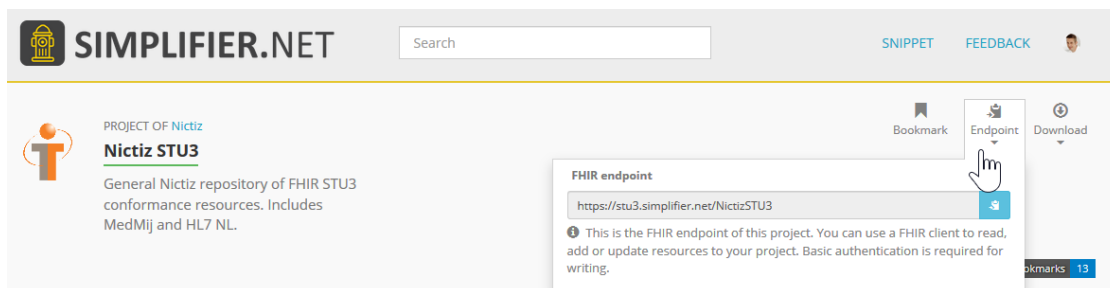 SIMPLIFIER.NET
Search
SNIPPET
FEEDBACK
PROJECT OF Nictiz
Nictiz STU3
General Nictiz repository of FHIR STU3
conformance resources. Includes
MedMij and HL7 NL.
Bookmark
Endpoint
Download
FHIR endpoint
https://stu3.simplifier.net/NictizSTU3
This is the FHIR endpoint of this project. You can use a FHIR client to read,
add or update resources to your project. Basic authentication is required for
writing.
okmarks 13